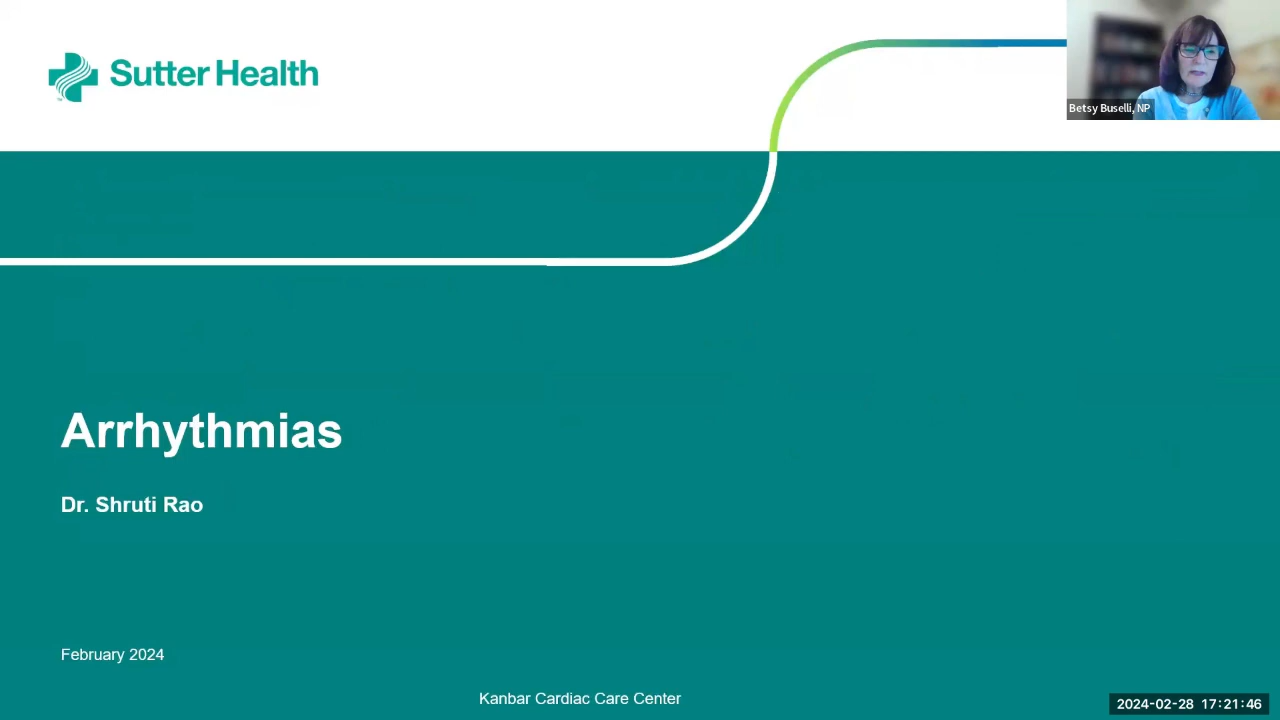 Sutter Health
Betsy Buselli, NP
Arrhythmias
Dr. Shruti Rao
February 2024
Kanbar Cardiac Care Center
2024-02-28 17:21:46